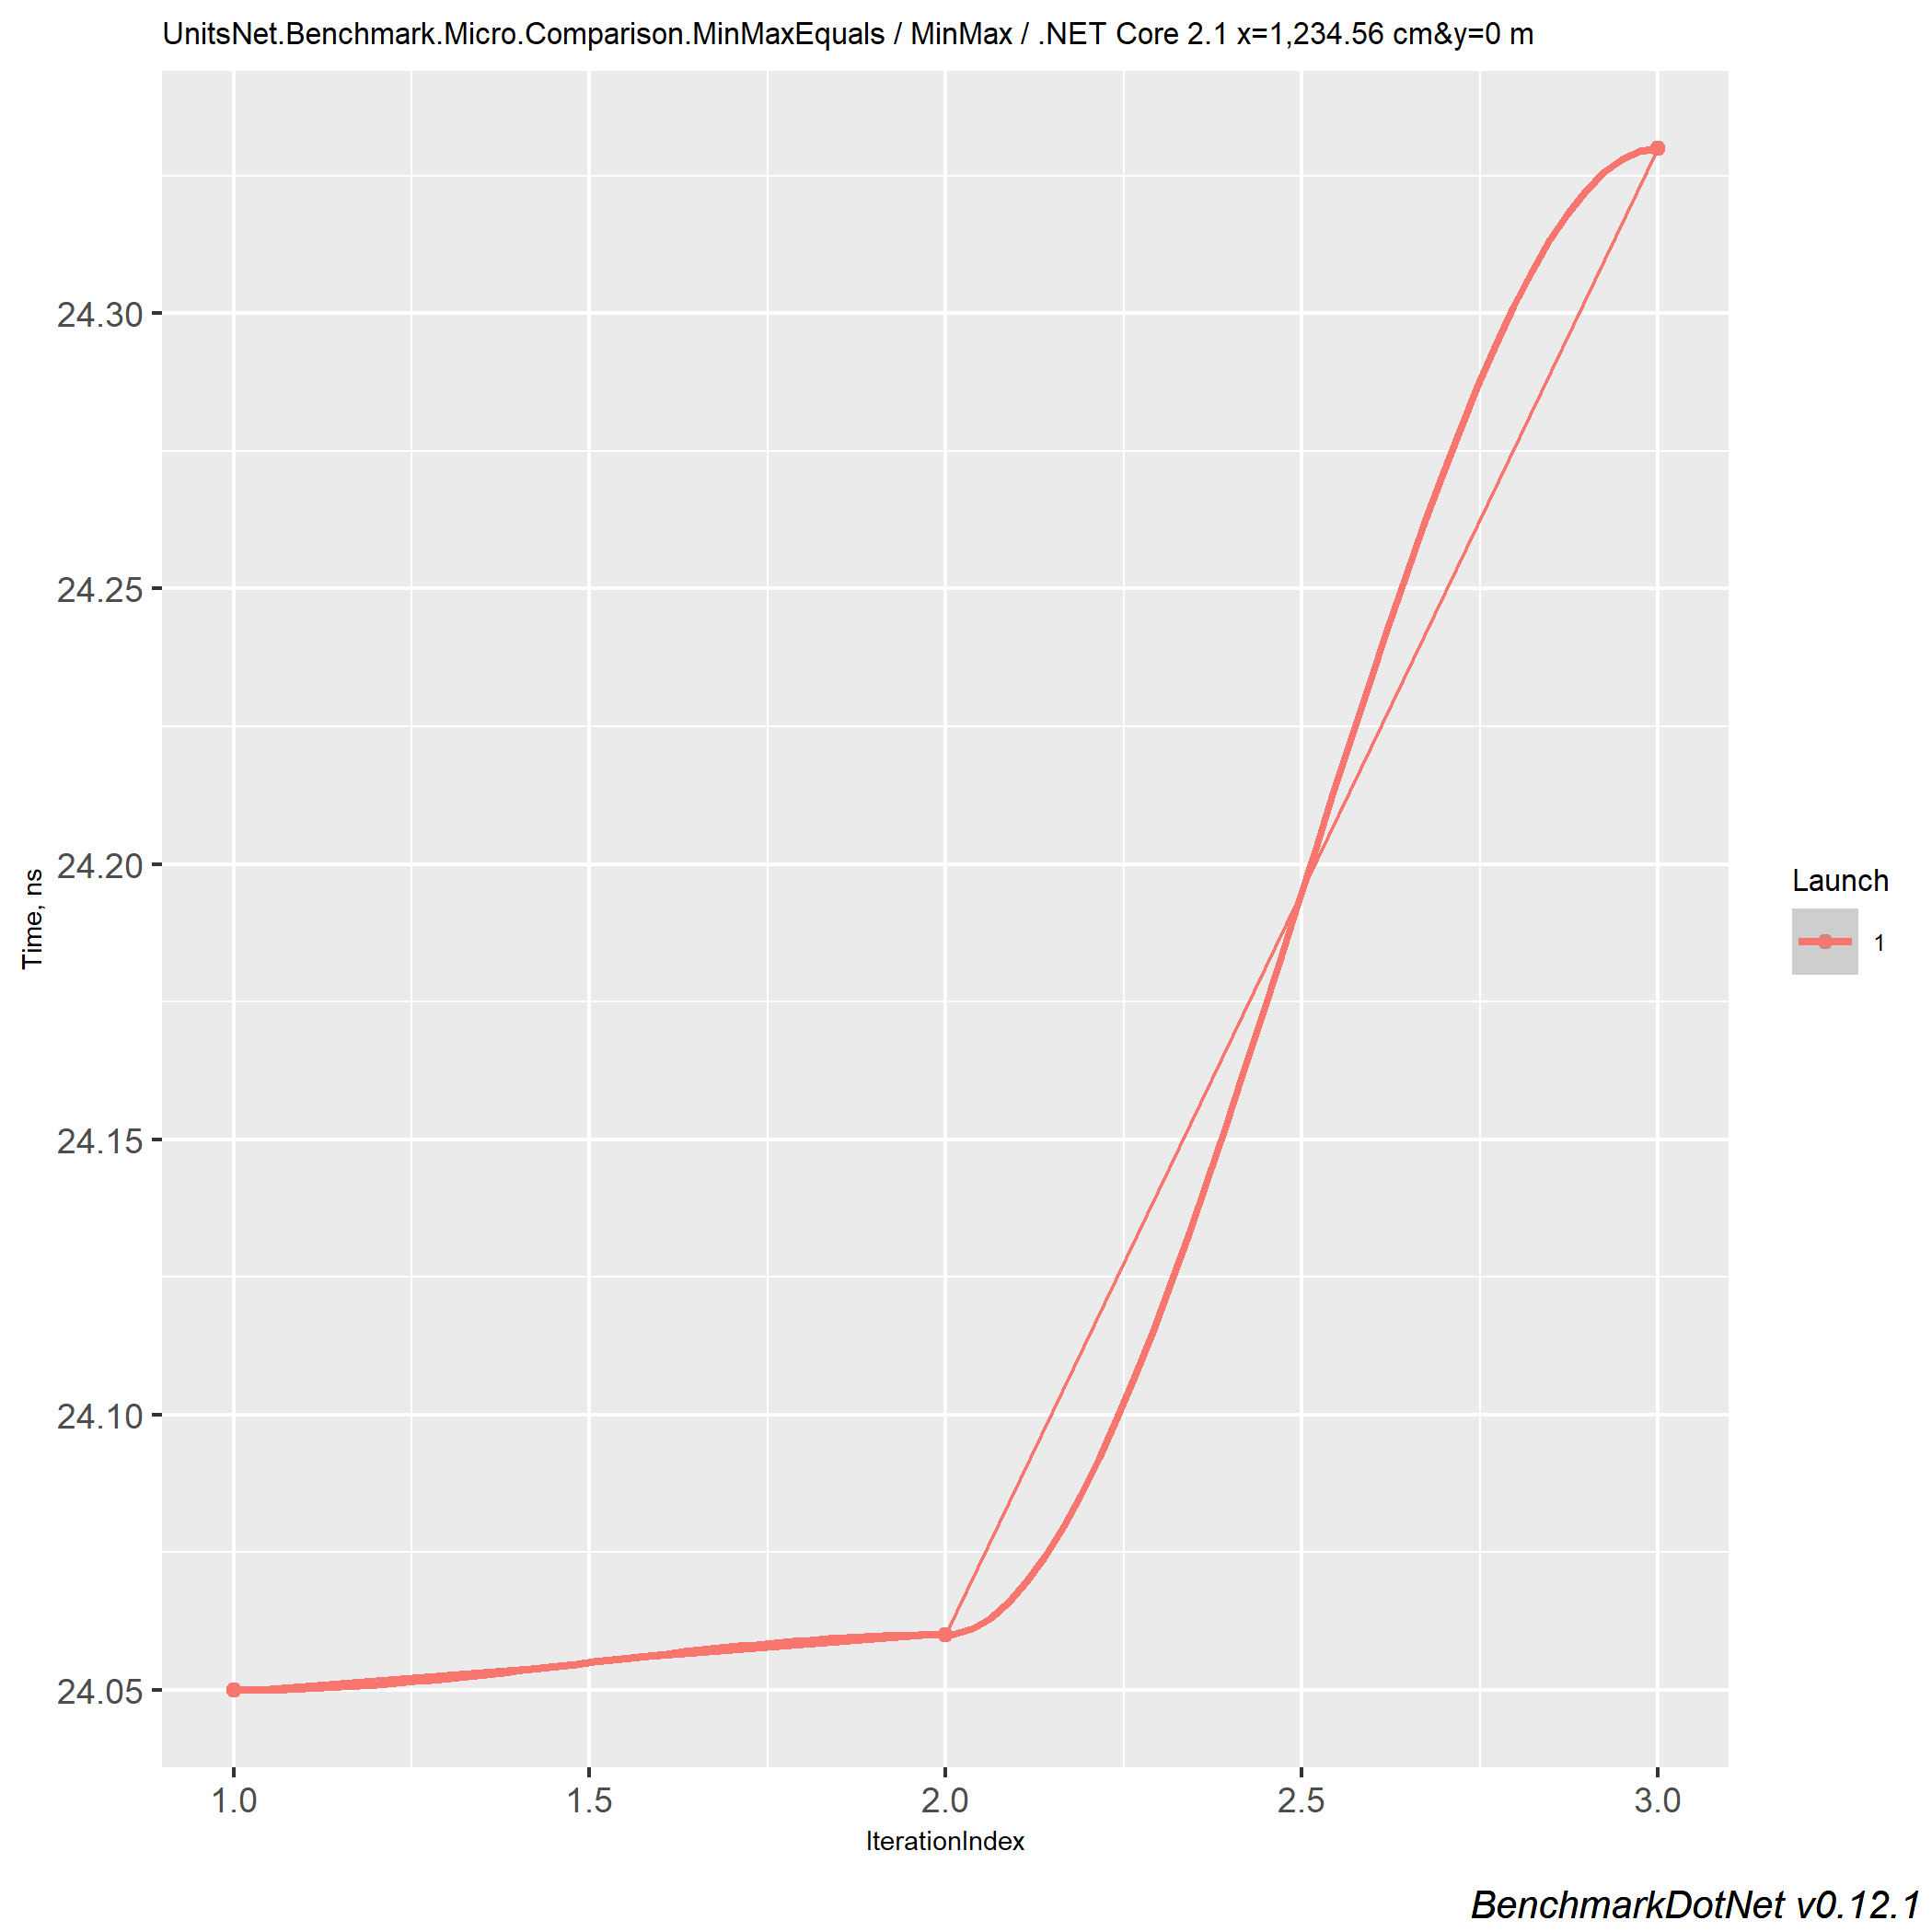 UnitsNet.Benchmark.Micro.Comparison.MinMaxEquals / MinMax / .NET Core 2.1 x=1,234.56 cm&y=0 m
24.30
24.25
24.20
24.15
24.10
24.05
Time, ns
1.0 1.5 2.0 2.5 3.0
IterationIndex
Launch
1
BenchmarkDotNet v0.12.1